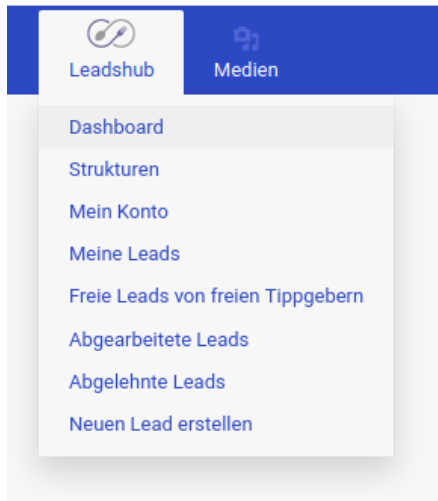 Leadshub
Medien
Dashboard
Strukturen
Mein Konto
Meine Leads
Freie Leads von freien Tippgebern
Abgearbeitete Leads
Abgelehnte Leads
Neuen Lead erstellen